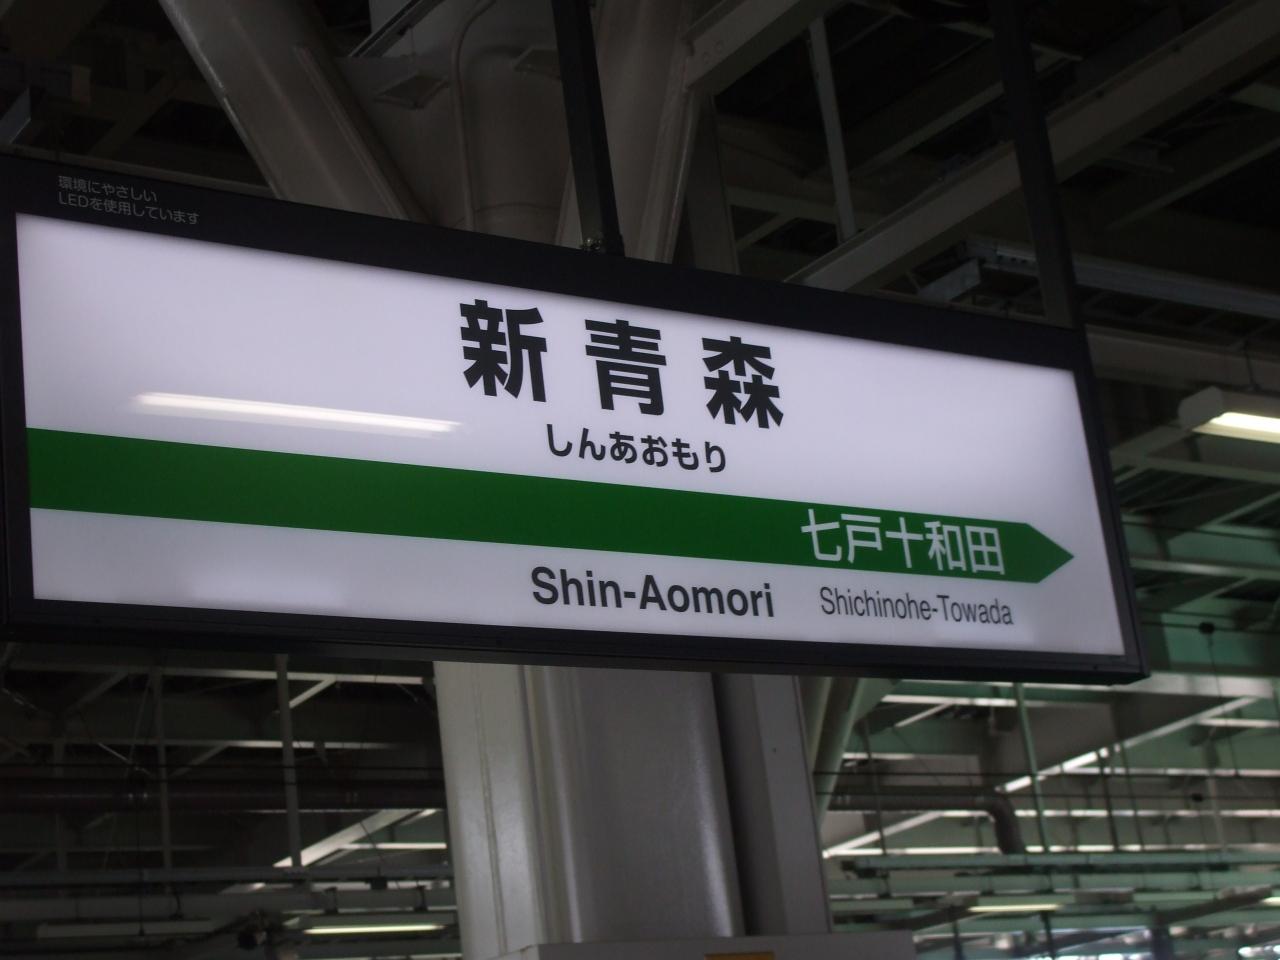 環境にやさしい
LEDを使用しています
新青森
しんあおもり
七戸十和田
Shin-Aomori
Shichinohe-Towada